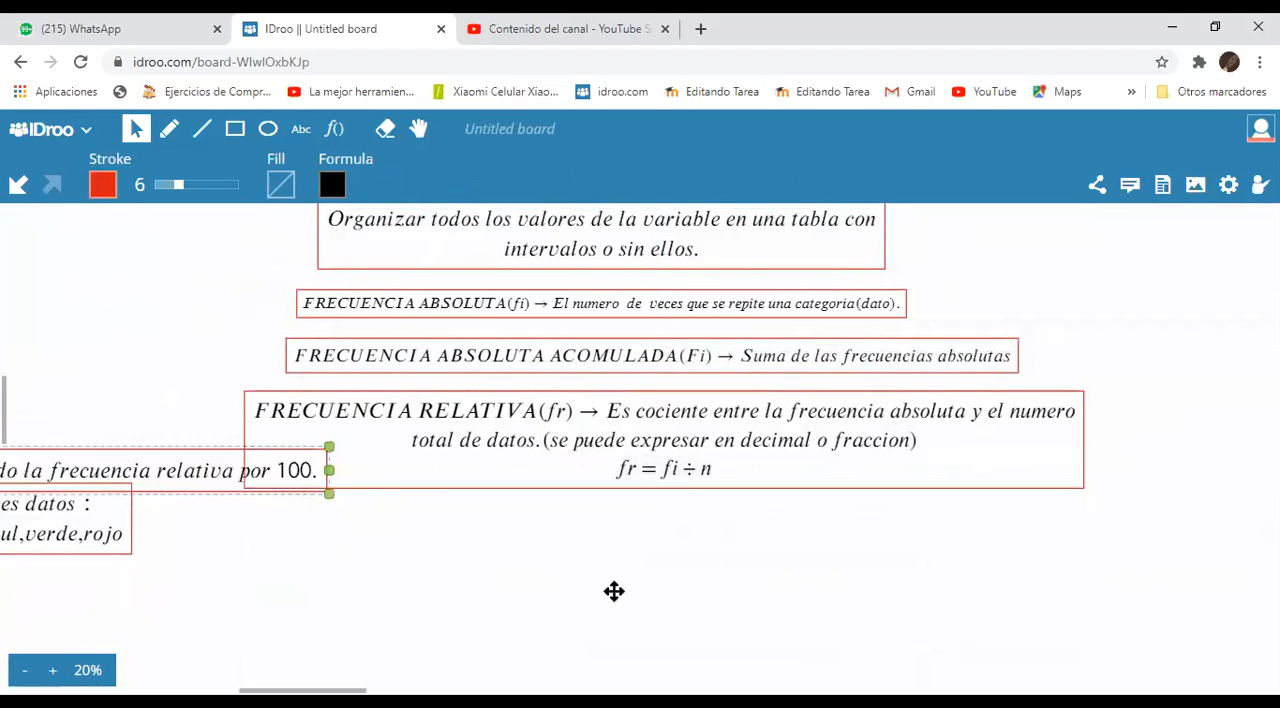 99+ (215) WhatsApp
IDroo || Untitled board
Contenido del canal - YouTube S
idroo.com/board-WIwIOxbKJp
Aplicaciones
Ejercicios de Compr...
La mejor herramien...
Xiaomi Celular Xiao...
idroo.com
Editando Tarea
Editando Tarea
Gmail
YouTube
Maps
»
Otros marcadores
IDroo
Abc
f()
Untitled board
Stroke
Fill
Formula
6
Organizar todos los valores de la variable en una tabla con
intervalos o sin ellos.
FRECUENCIA ABSOLUTA(fi) → El numero de veces que se repite una categoria(dato).
FRECUENCIA ABSOLUTA ACOMULADA(Fi) → Suma de las frecuencias absolutas
FRECUENCIA RELATIVA(fr) → Es cociente entre la frecuencia absoluta y el numero
total de datos.(se puede expresar en decimal o fraccion)
fr = fi ÷ n
do la frecuencia relativa por 100.
es datos :
ul,verde,rojo
- + 20%